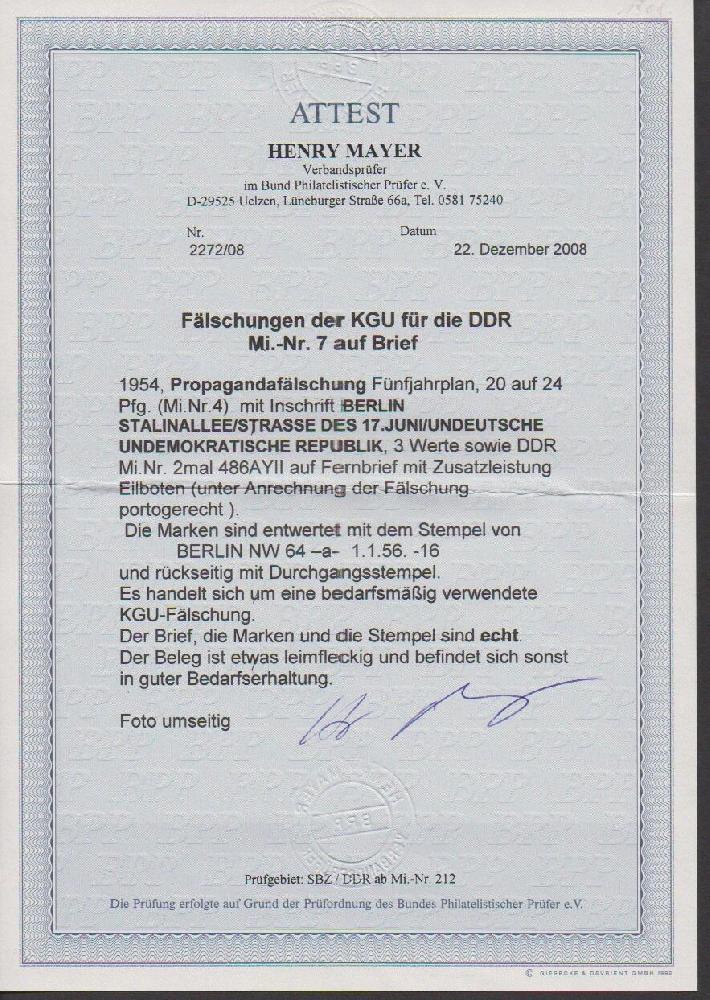 ATTEST
HENRY MAYER
Verbandsprüfer
im Bund Philatelistischer Prüfer e. V.
D-29525 Uelzen, Lüneburger Straße 66a, Tel. 0581 75240
Nr. Datum
2272/08 22. Dezember 2008
Fälschungen der KGU für die DDR
Mi.-Nr. 7 auf Brief
1954, Propagandafälschung Fünfjahrplan, 20 auf 24
Pfg. (Mi.Nr.4) mit Inschrift BERLIN
STALINALLEE/STRASSE DES 17.JUNI/UNDEUTSCHE
UNDEMOKRATISCHE REPUBLIK, 3 Werte sowie DDR
Mi.Nr. 2mal 486AYII auf Fernbrief mit Zusatzleistung
Eilboten (unter Anrechnung der Fälschung
portogerecht ).
Die Marken sind entwertet mit dem Stempel von
BERLIN NW 64 –a- 1.1.56. -16
und rückseitig mit Durchgangsstempel.
Es handelt sich um eine bedarfsmäßig verwendete
KGU-Fälschung.
Der Brief, die Marken und die Stempel sind echt.
Der Beleg ist etwas leimfleckig und befindet sich sonst
in guter Bedarfserhaltung.
Foto umseitig
BPP
Prüfgebiet: SBZ / DDR ab Mi.-Nr. 212
Die Prüfung erfolgte auf Grund der Prüfordnung des Bundes Philatelistischer Prüfer e.V.
© GIESECKE & DEVRIENT GMBH 1992